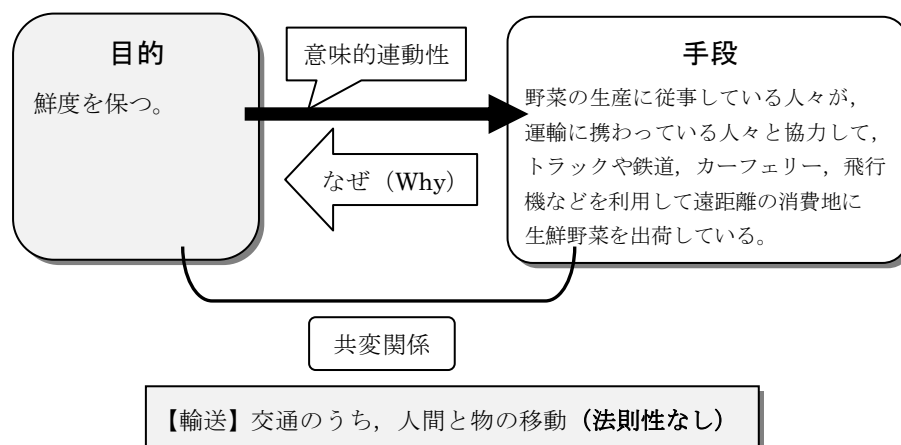 目的
鮮度を保つ。
意味的連動性
なぜ（Why）
手段
野菜の生産に従事している人々が，
運輸に携わっている人々と協力して，
トラックや鉄道，カーフェリー，飛行
機などを利用して遠距離の消費地に
生鮮野菜を出荷している。
共変関係
【輸送】交通のうち，人間と物の移動（法則性なし）